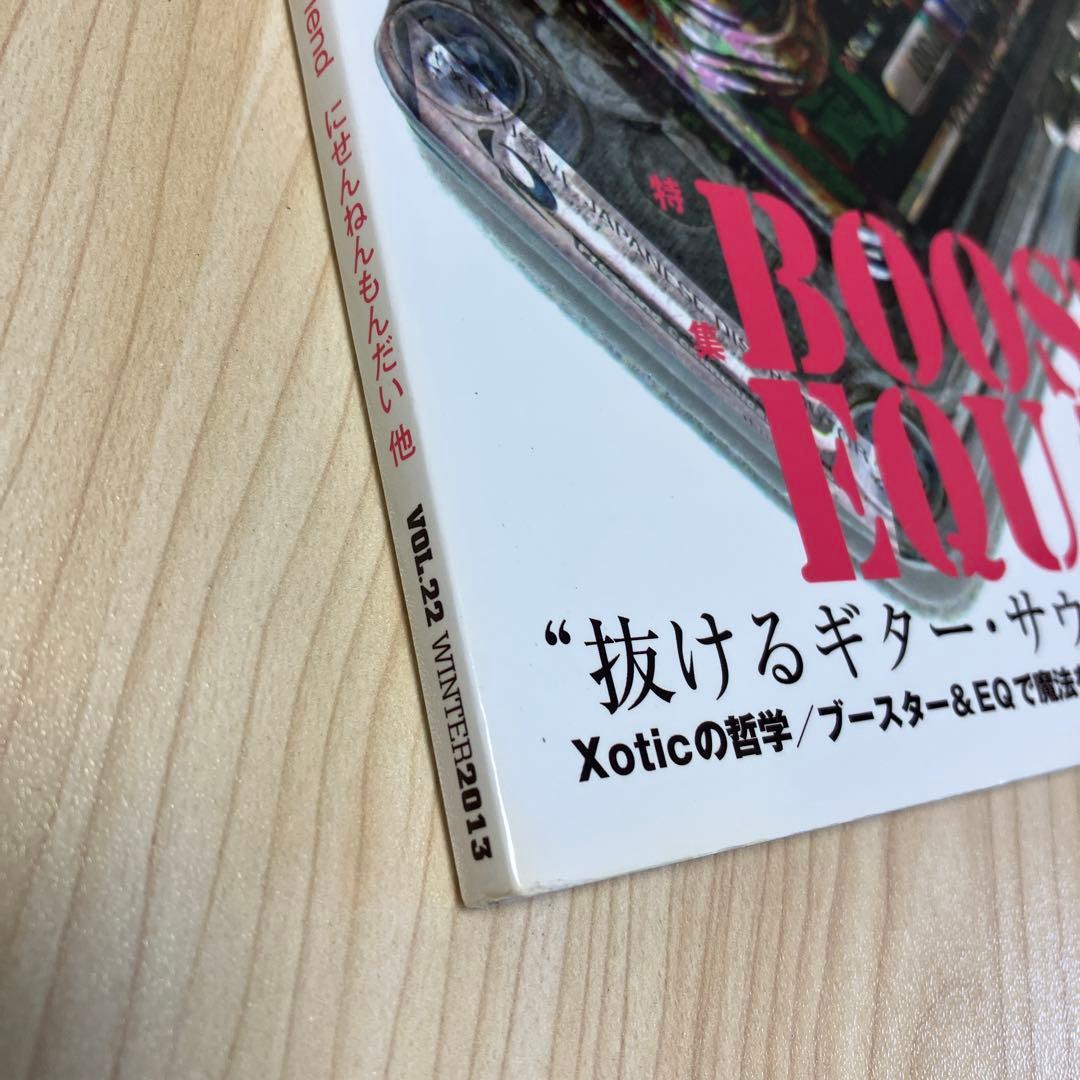 にせんねんもんだい 他
VOL.22 WINTER2013
特集
BOOS
EQU
“抜けるギター・サウ
Xoticの哲学/ブースター&EQで魔法
JAPANESE